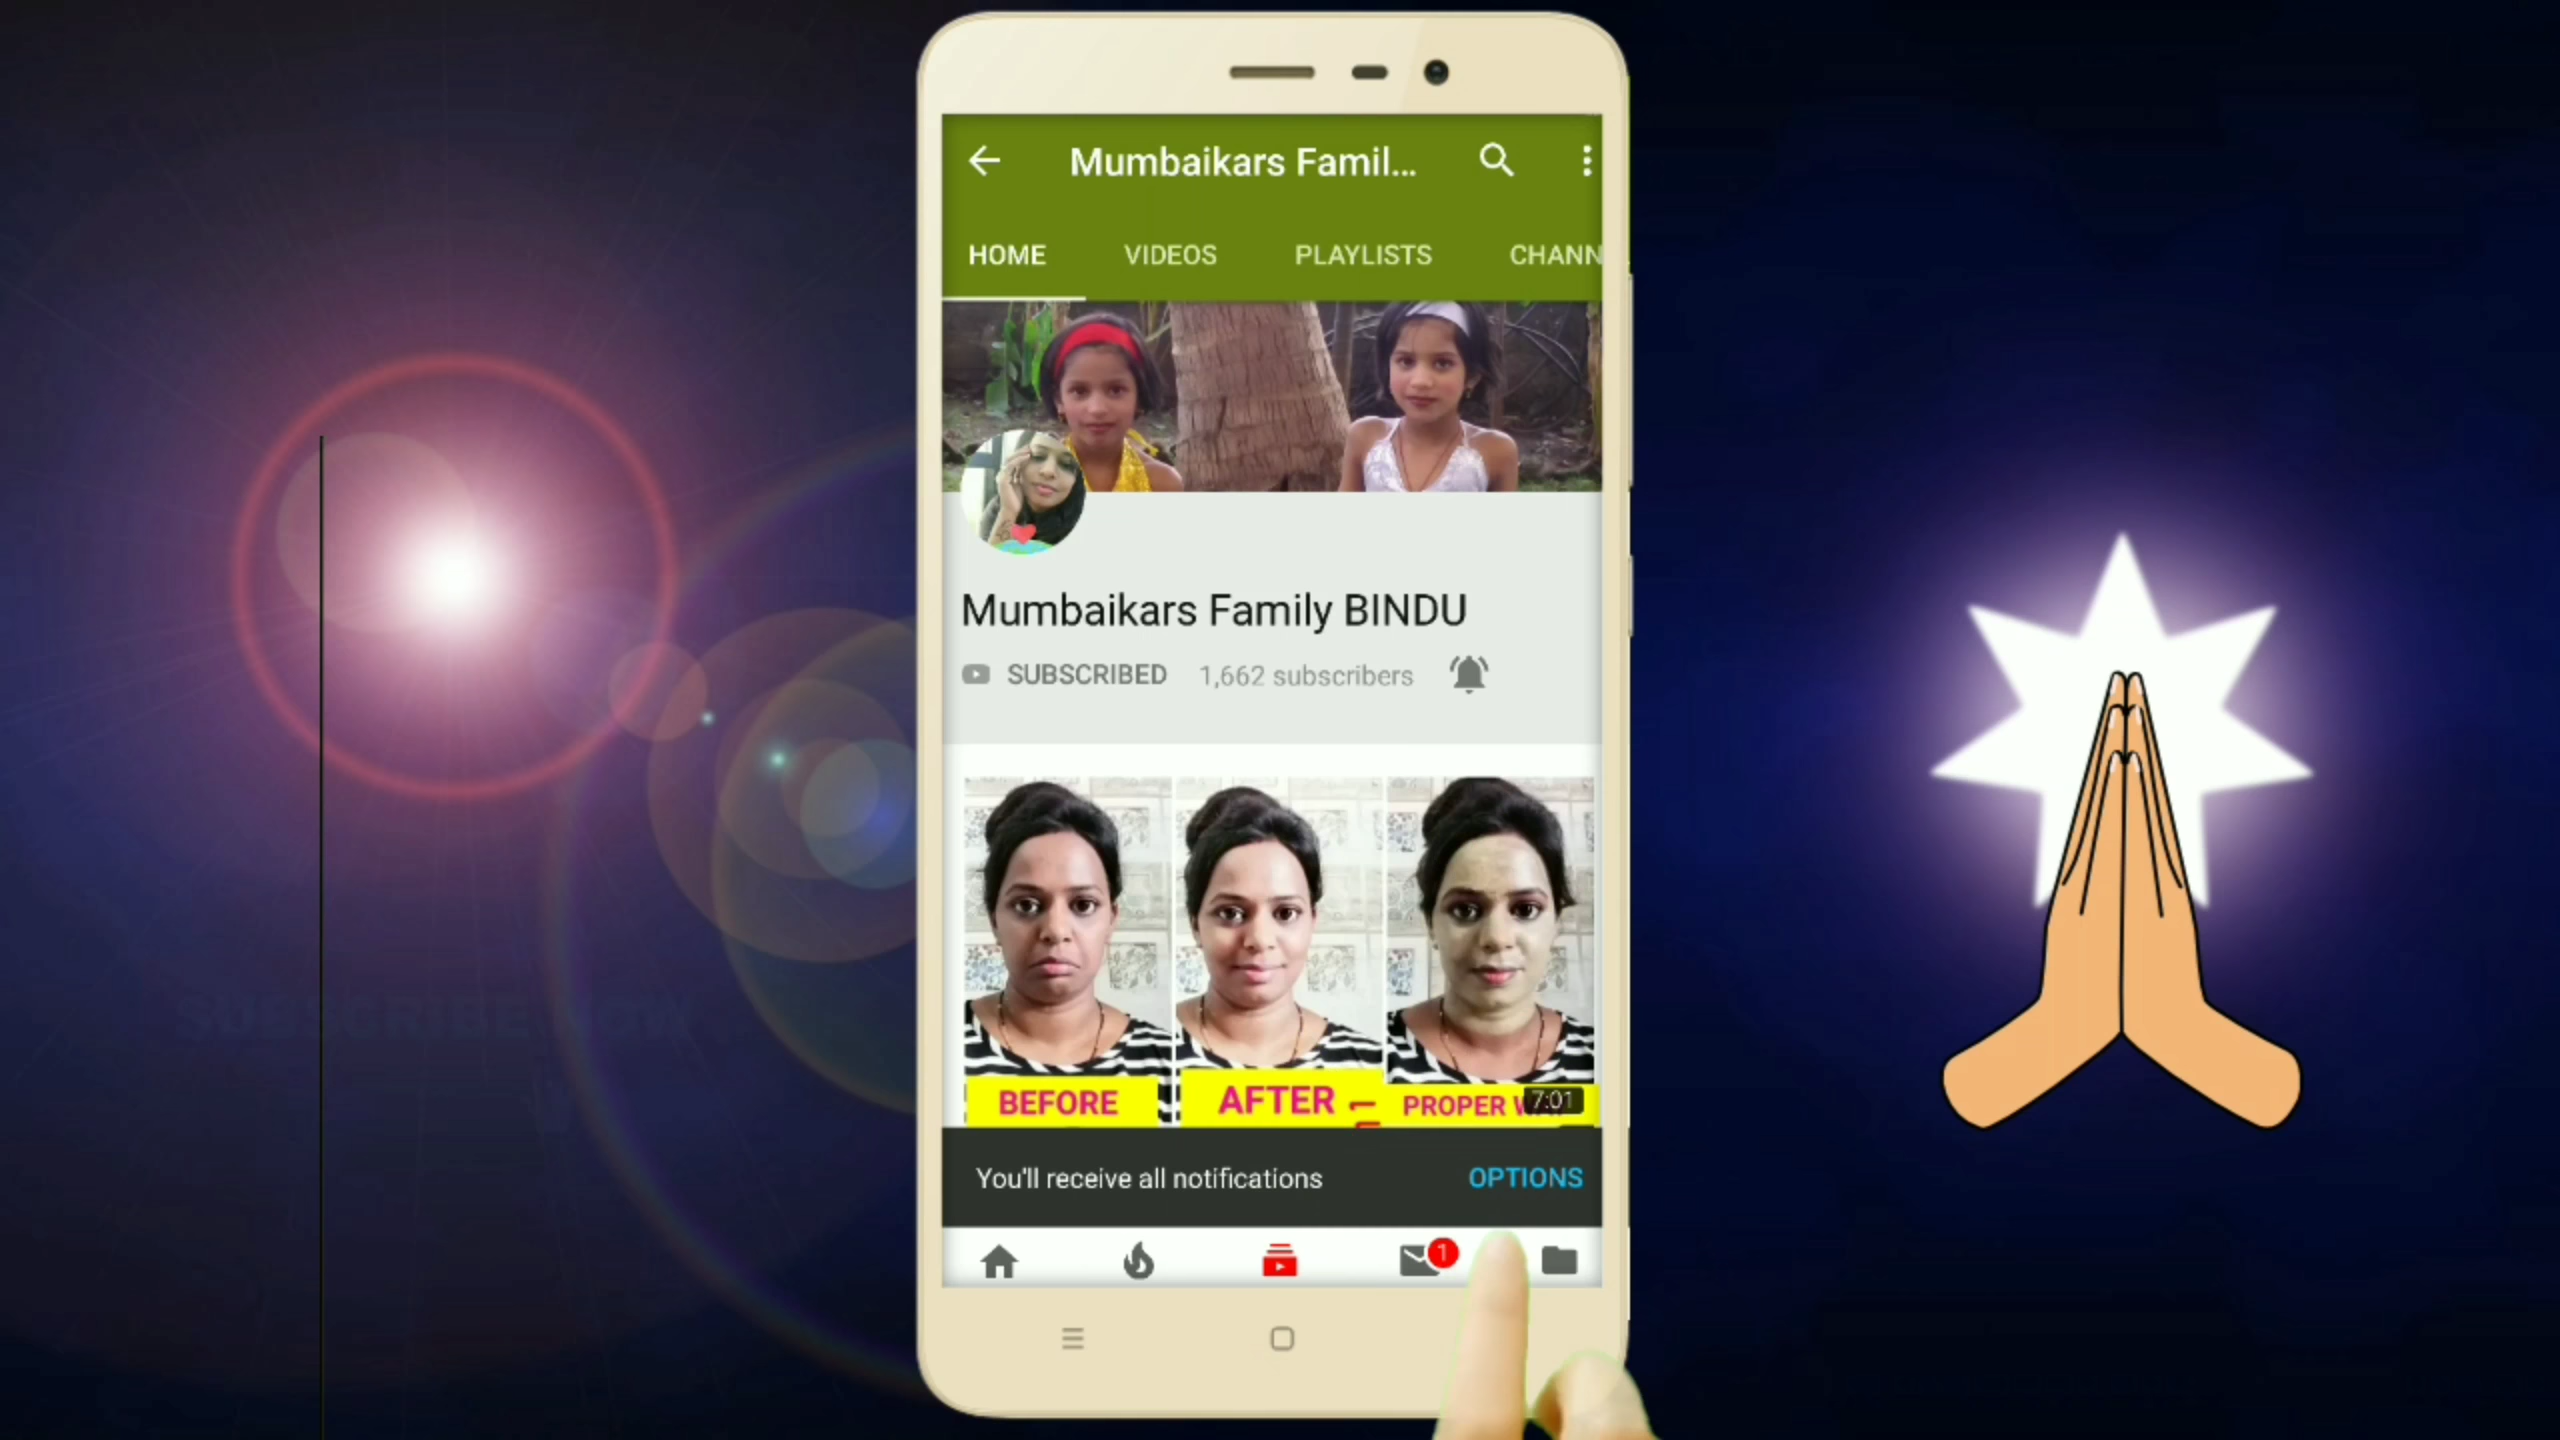 Mumbaikars Famil...
HOME VIDEOS PLAYLISTS CHANN
Mumbaikars Family BINDU
SUBSCRIBED 1,662 subscribers
BEFORE AFTER PROPER
7:01
You'll receive all notifications OPTIONS
1